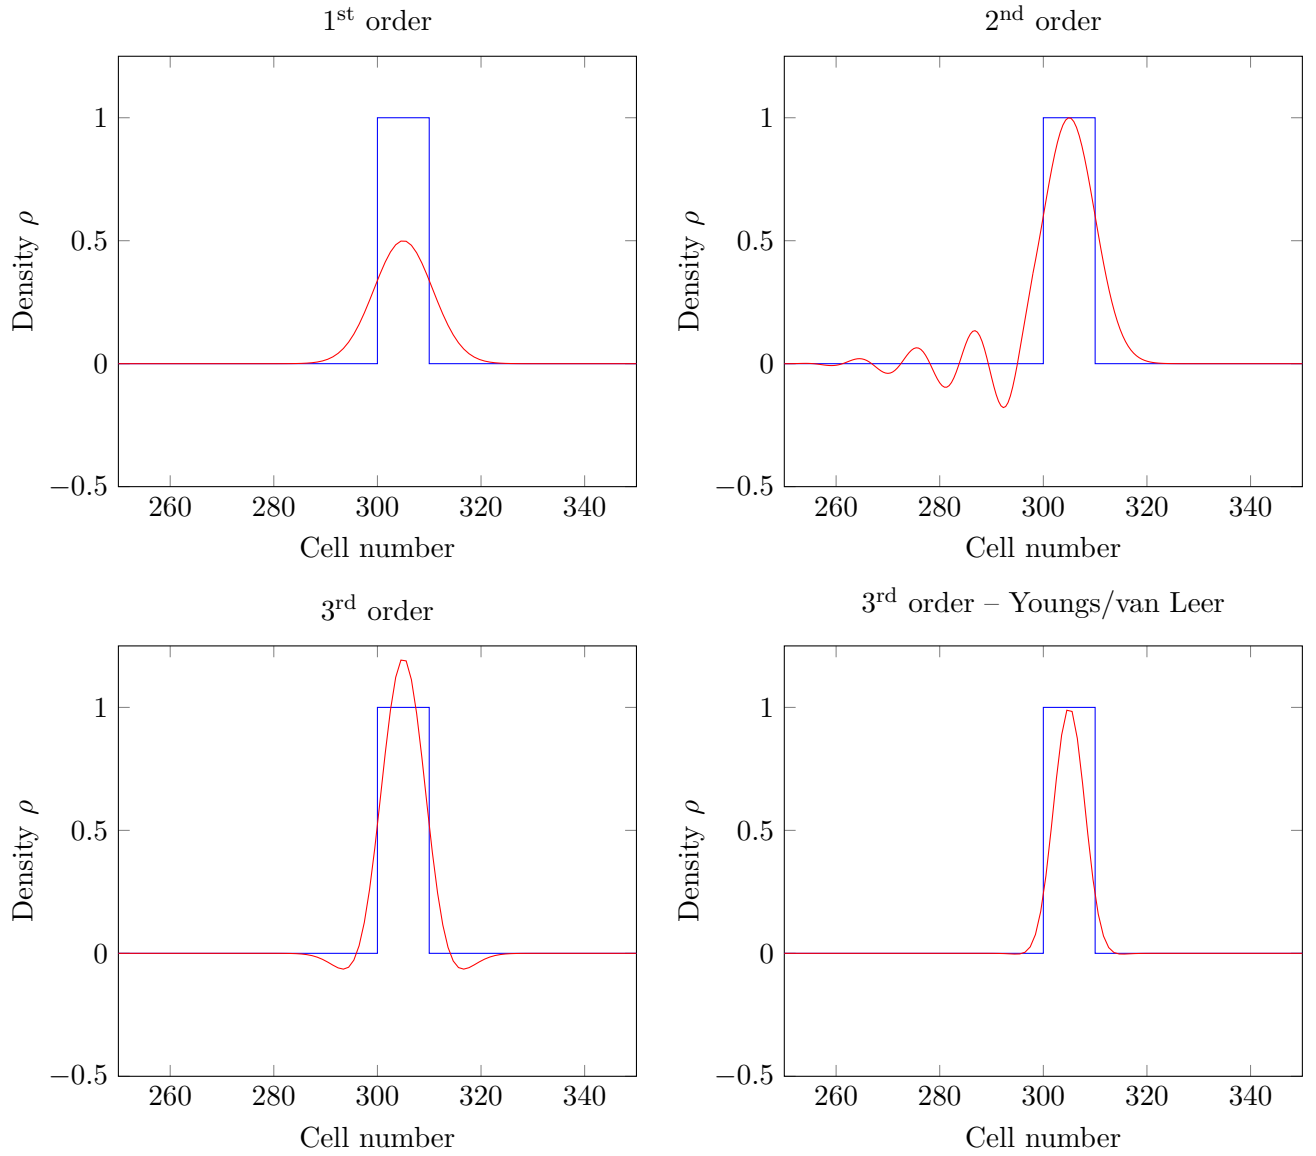 1st order
Density ρ
1
0.5
0
−0.5
260 280 300 320 340
Cell number
2nd order
Density ρ
1
0.5
0
−0.5
260 280 300 320 340
Cell number
3rd order
Density ρ
1
0.5
0
−0.5
260 280 300 320 340
Cell number
3rd order – Youngs/van Leer
Density ρ
1
0.5
0
−0.5
260 280 300 320 340
Cell number